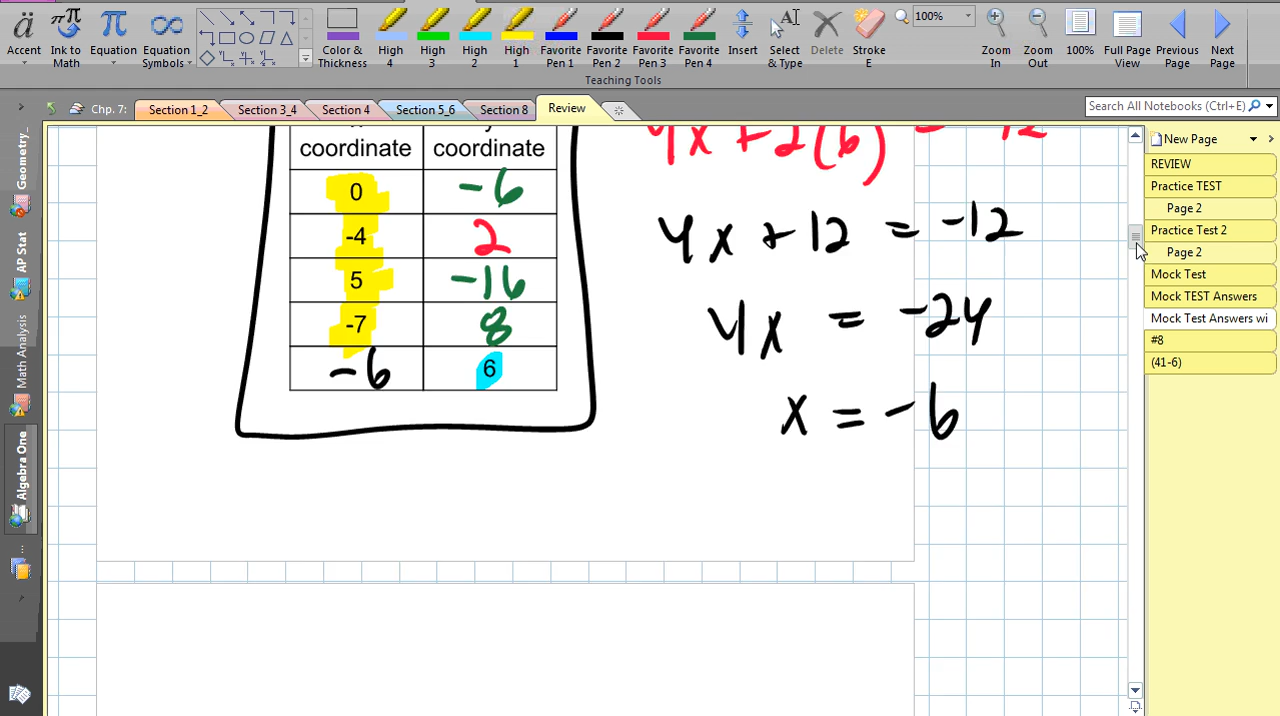 Accent
Ink to Math
Equation
Equation Symbols
Color & Thickness
High 4
High 3
High 2
High 1
Favorite Pen 1
Favorite Pen 2
Favorite Pen 3
Favorite Pen 4
Insert
Select & Type
Delete
Stroke E
100%
Zoom In
Zoom Out
100%
Full Page View
Previous Page
Next Page
Teaching Tools
Chp. 7:
Section 1_2
Section 3_4
Section 4
Section 5_6
Section 8
Review
Search All Notebooks (Ctrl+E)
Geometry_
AP Stat
Math Analysis
Algebra One
New Page
REVIEW
Practice TEST
Page 2
Practice Test 2
Page 2
Mock Test
Mock TEST Answers
Mock Test Answers wi
#8
(41-6)
coordinate coordinate
0 -6
-4 2
5 -16
-7 8
-6 6
4x + 2(6) = -12
4x + 12 = -12
4x = -24
x = -6